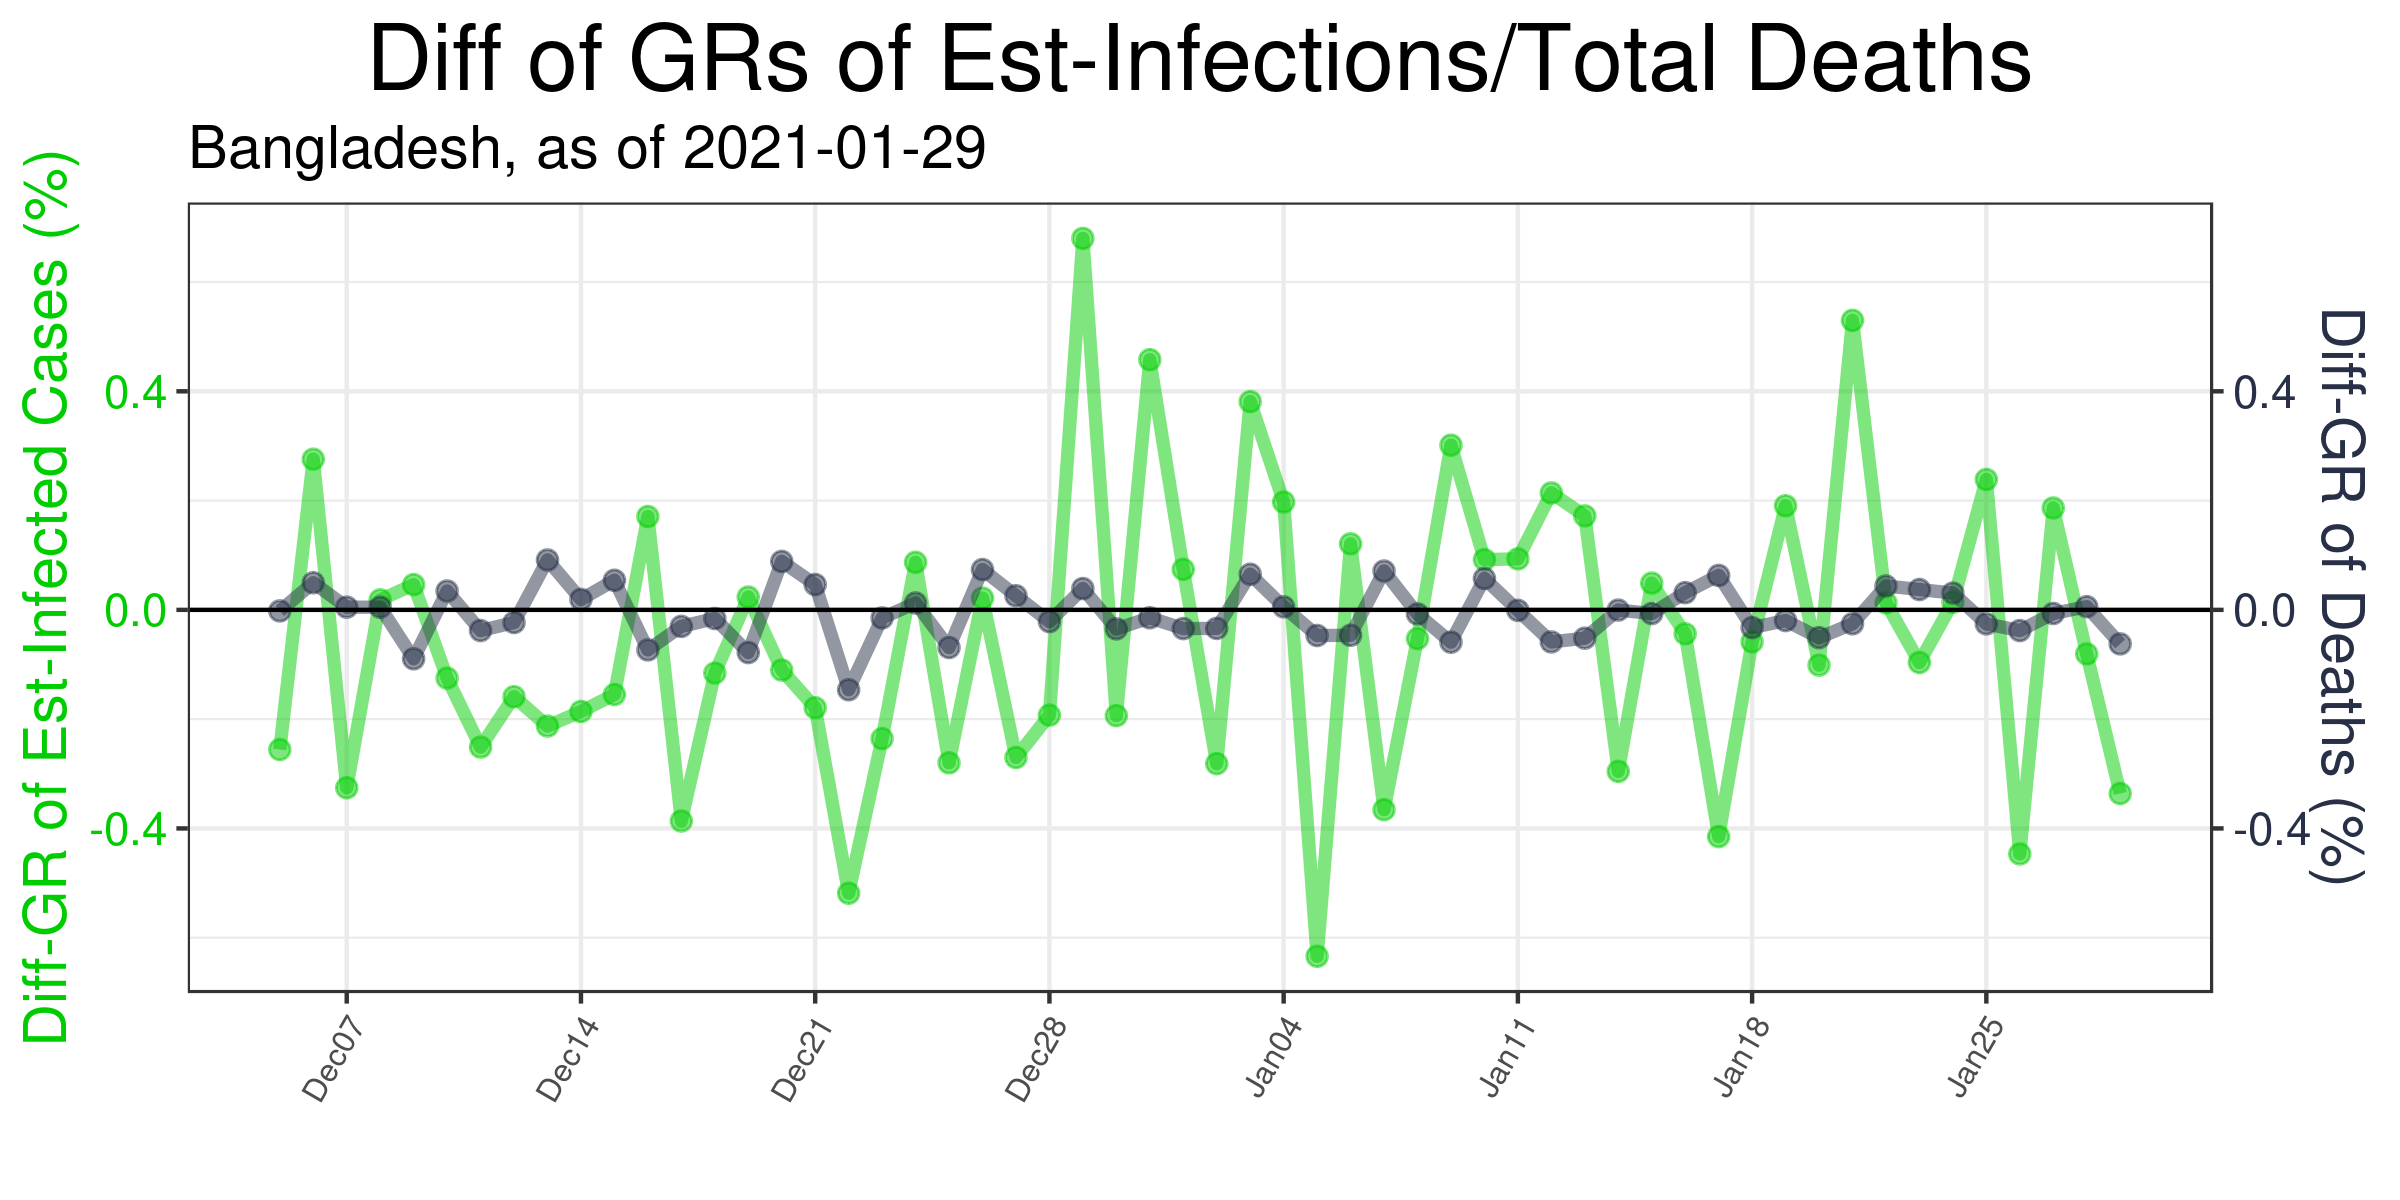 Diff of GRs of Est-Infections/Total Deaths
Bangladesh, as of 2021-01-29
Diff-GR of Est-Infected Cases (%)
0.4
0.0
-0.4
0.4
0.0
-0.4
Diff-GR of Deaths (%)
Dec07
Dec14
Dec21
Dec28
Jan04
Jan11
Jan18
Jan25